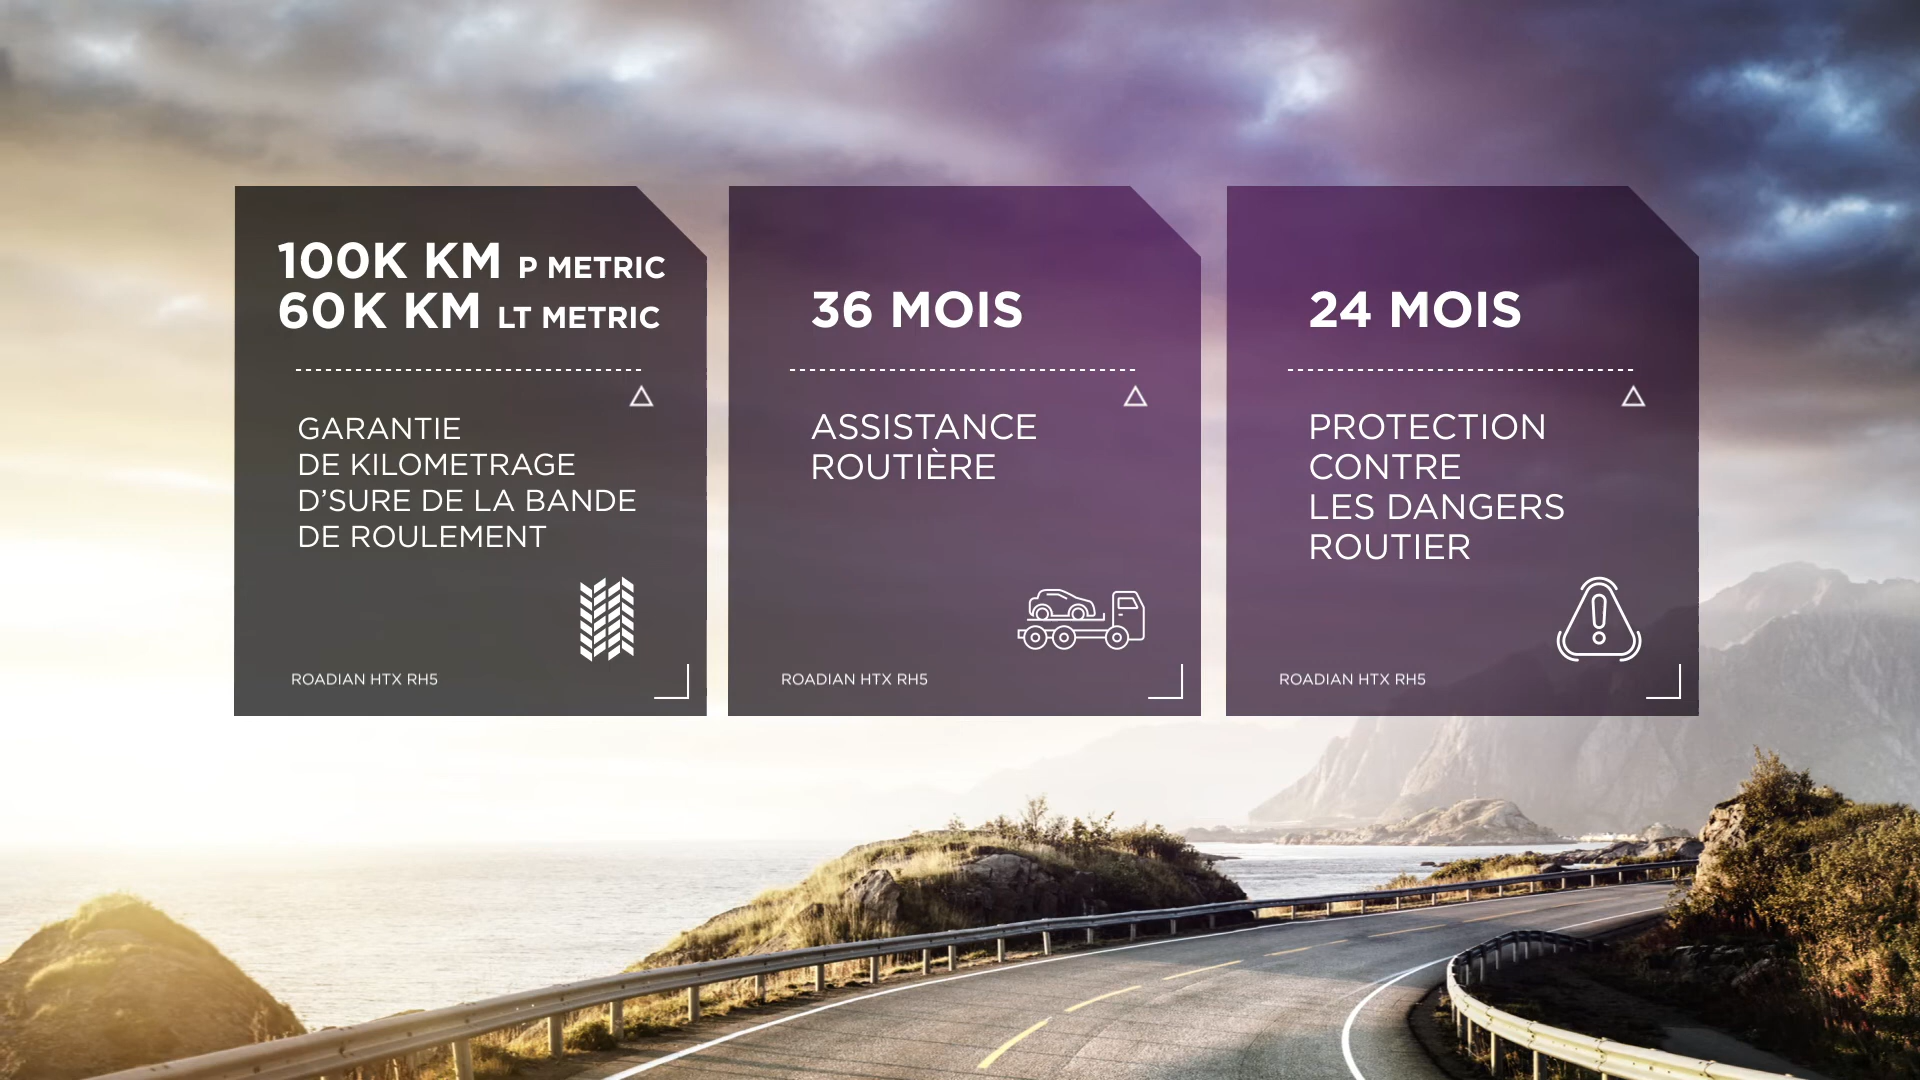 100K KM P METRIC
60K KM LT METRIC
GARANTIE
DE KILOMETRAGE
D'SURE DE LA BANDE
DE ROULEMENT
ROADIAN HTX RH5
36 MOIS
ASSISTANCE
ROUTIÈRE
ROADIAN HTX RH5
24 MOIS
PROTECTION
CONTRE
LES DANGERS
ROUTIER
ROADIAN HTX RH5